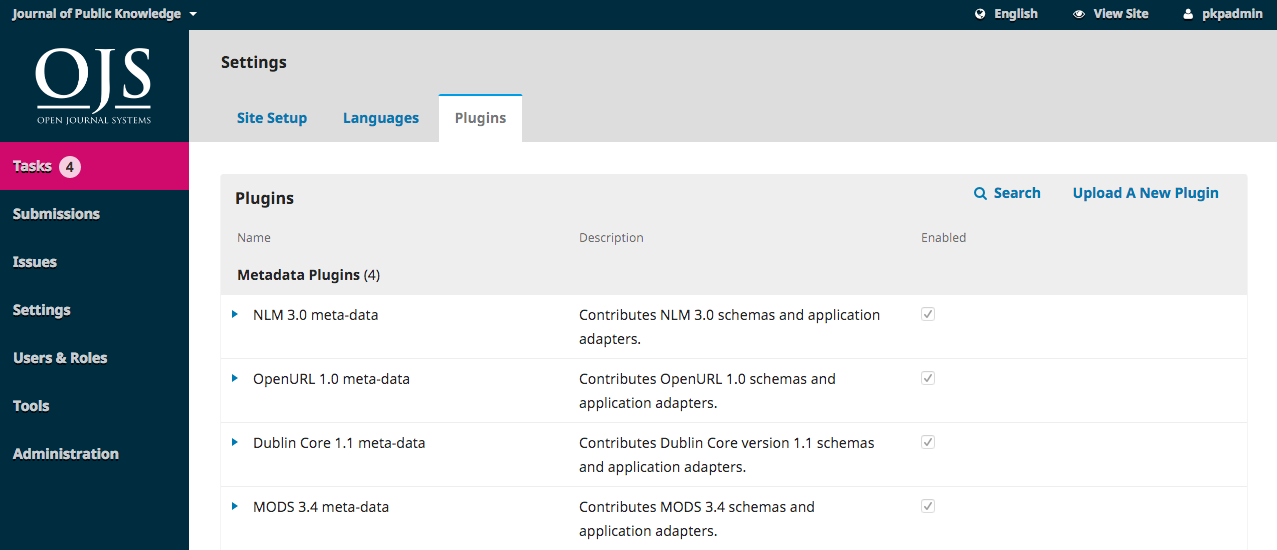 Journal of Public Knowledge
English
View Site
pkpadmin
OJS
OPEN JOURNAL SYSTEMS
Tasks 4
Submissions
Issues
Settings
Users & Roles
Tools
Administration
Settings
Site Setup
Languages
Plugins
Plugins
Search
Upload A New Plugin
Name
Description
Enabled
Metadata Plugins (4)
NLM 3.0 meta-data
Contributes NLM 3.0 schemas and application
adapters.
OpenURL 1.0 meta-data
Contributes OpenURL 1.0 schemas and
application adapters.
Dublin Core 1.1 meta-data
Contributes Dublin Core version 1.1 schemas
and application adapters.
MODS 3.4 meta-data
Contributes MODS 3.4 schemas and
application adapters.